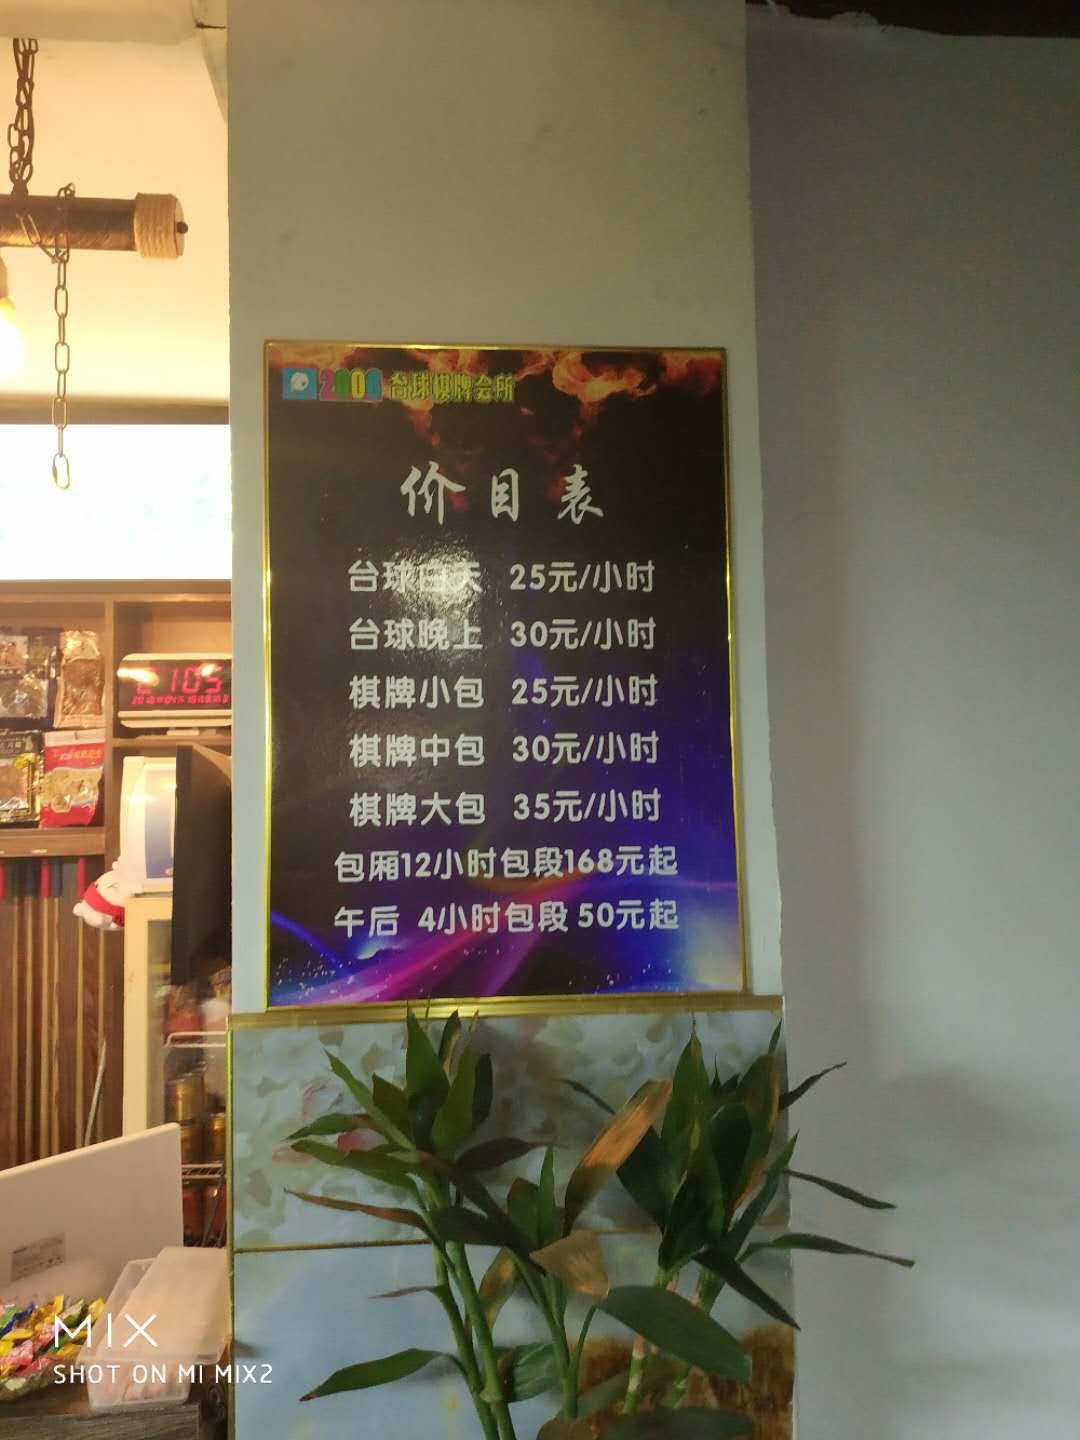 2000 台球棋牌会所
价目表
台球白天 25元/小时
台球晚上 30元/小时
棋牌小包 25元/小时
棋牌中包 30元/小时
棋牌大包 35元/小时
包厢12小时包段168元起
午后 4小时包段 50元起
MIX
SHOT ON MI MIX2